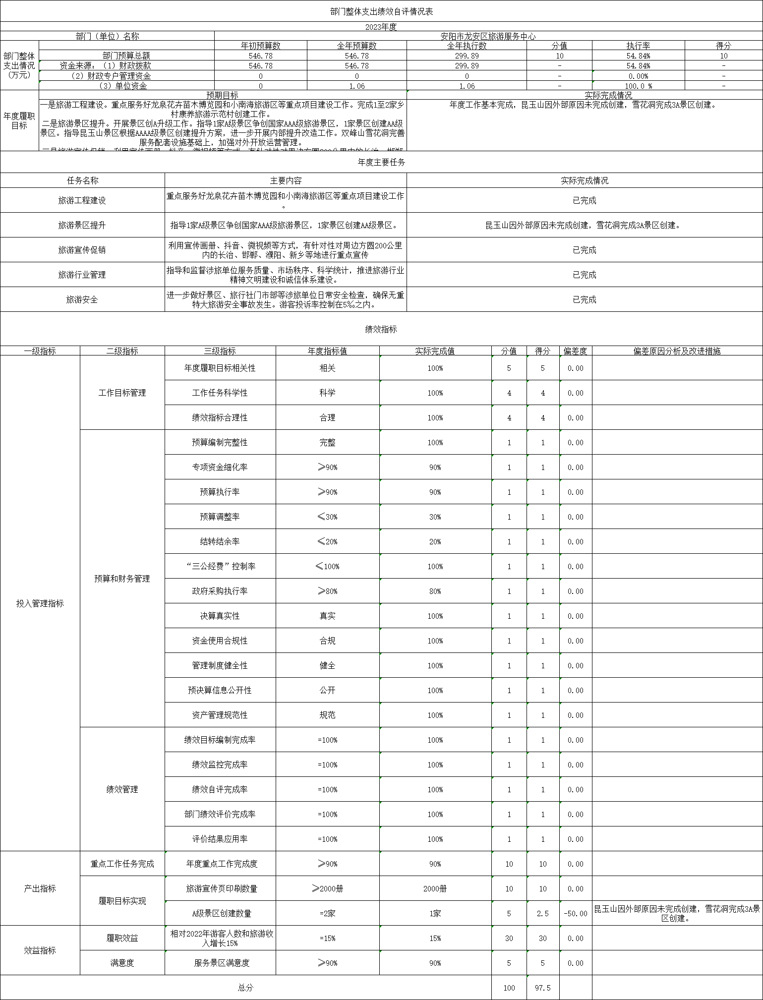 部门整体支出绩效自评情况表
2023年度
部门（单位）名称 安阳市龙安区旅游服务中心
部门整体支出情况(万元) 年初预算数 全年预算数 全年执行数 分值 执行率 得分
部门预算总额 546.78 546.78 299.89 10 54.84% 10
资金来源：（1）财政拨款 546.78 546.78 299.89 - 54.84% -
（2）财政专户管理资金 0 0 0 - 0.00% -
（3）单位资金 0 1.06 1.06 - 100.0 % -
年度履职目标 预期目标 实际完成情况
一是旅游工程建设。重点服务好龙泉花卉苗木博览园和小南海旅游区等重点项目建设工作。完成1至2家乡
村康养旅游示范村创建工作。
二是旅游景区提升。开展景区创A升级工作。指导1家A级景区争创国家AAA级旅游景区，1家景区创建AA级
景区。指导昆玉山景区根据AAAA级景区创建提升方案，进一步开展内部提升改造工作。双峰山雪花洞完善
服务配套设施基础上，加强对外开放运营管理。
三是旅游宣传促销。利用宣传画册、抖音、微视频等方式，有针对性对周边方圆200公里内的长治、邯郸
年度工作基本完成，昆玉山因外部原因未完成创建，雪花洞完成3A景区创建。
年度主要任务
任务名称 主要内容 实际完成情况
旅游工程建设 重点服务好龙泉花卉苗木博览园和小南海旅游区等重点项目建设工作
。 已完成
旅游景区提升 指导1家A级景区争创国家AAA级旅游景区，1家景区创建AA级景区。 昆玉山因外部原因未完成创建，雪花洞完成3A景区创建。
旅游宣传促销 利用宣传画册、抖音、微视频等方式，有针对性对周边方圆200公里
内的长治、邯郸、濮阳、新乡等地进行重点宣传 已完成
旅游行业管理 指导和监督涉旅单位服务质量、市场秩序、科学统计，推进旅游行业
精神文明建设和诚信体系建设。 已完成
旅游安全 进一步做好景区、旅行社门市部等涉旅单位日常安全检查，确保无重
特大旅游安全事故发生。游客投诉率控制在5‰之内。 已完成
绩效指标
一级指标 二级指标 三级指标 年度指标值 实际完成值 分值 得分 偏差度 偏差原因分析及改进措施
投入管理指标
工作目标管理
年度履职目标相关性 相关 100% 5 5 0.00
工作任务科学性 科学 100% 4 4 0.00
绩效指标合理性 合理 100% 4 4 0.00
预算和财务管理
预算编制完整性 完整 100% 1 1 0.00
专项资金细化率 ≥90% 90% 1 1 0.00
预算执行率 ≥90% 90% 1 1 0.00
预算调整率 ≤30% 30% 1 1 0.00
结转结余率 ≤20% 20% 1 1 0.00
“三公经费”控制率 ≤100% 100% 1 1 0.00
政府采购执行率 ≥80% 80% 1 1 0.00
决算真实性 真实 100% 1 1 0.00
资金使用合规性 合规 100% 1 1 0.00
管理制度健全性 健全 100% 1 1 0.00
预决算信息公开性 公开 100% 1 1 0.00
资产管理规范性 规范 100% 1 1 0.00
绩效管理
绩效目标编制完成率 =100% 100% 1 1 0.00
绩效监控完成率 =100% 100% 1 1 0.00
绩效自评完成率 =100% 100% 1 1 0.00
部门绩效评价完成率 =100% 100% 1 1 0.00
评价结果应用率 =100% 100% 1 1 0.00
产出指标
重点工作任务完成 年度重点工作完成度 ≥90% 90% 10 10 0.00
履职目标实现
旅游宣传页印刷数量 ≥2000册 2000册 10 10 0.00
A级景区创建数量 =2家 1家 5 2.5 -50.00 昆玉山因外部原因未完成创建，雪花洞完成3A景
区创建。
效益指标
履职效益 相对2022年游客人数和旅游收
入增长15% =15% 15% 30 30 0.00
满意度 服务景区满意度 ≥90% 90% 5 5 0.00
总分 100 97.5